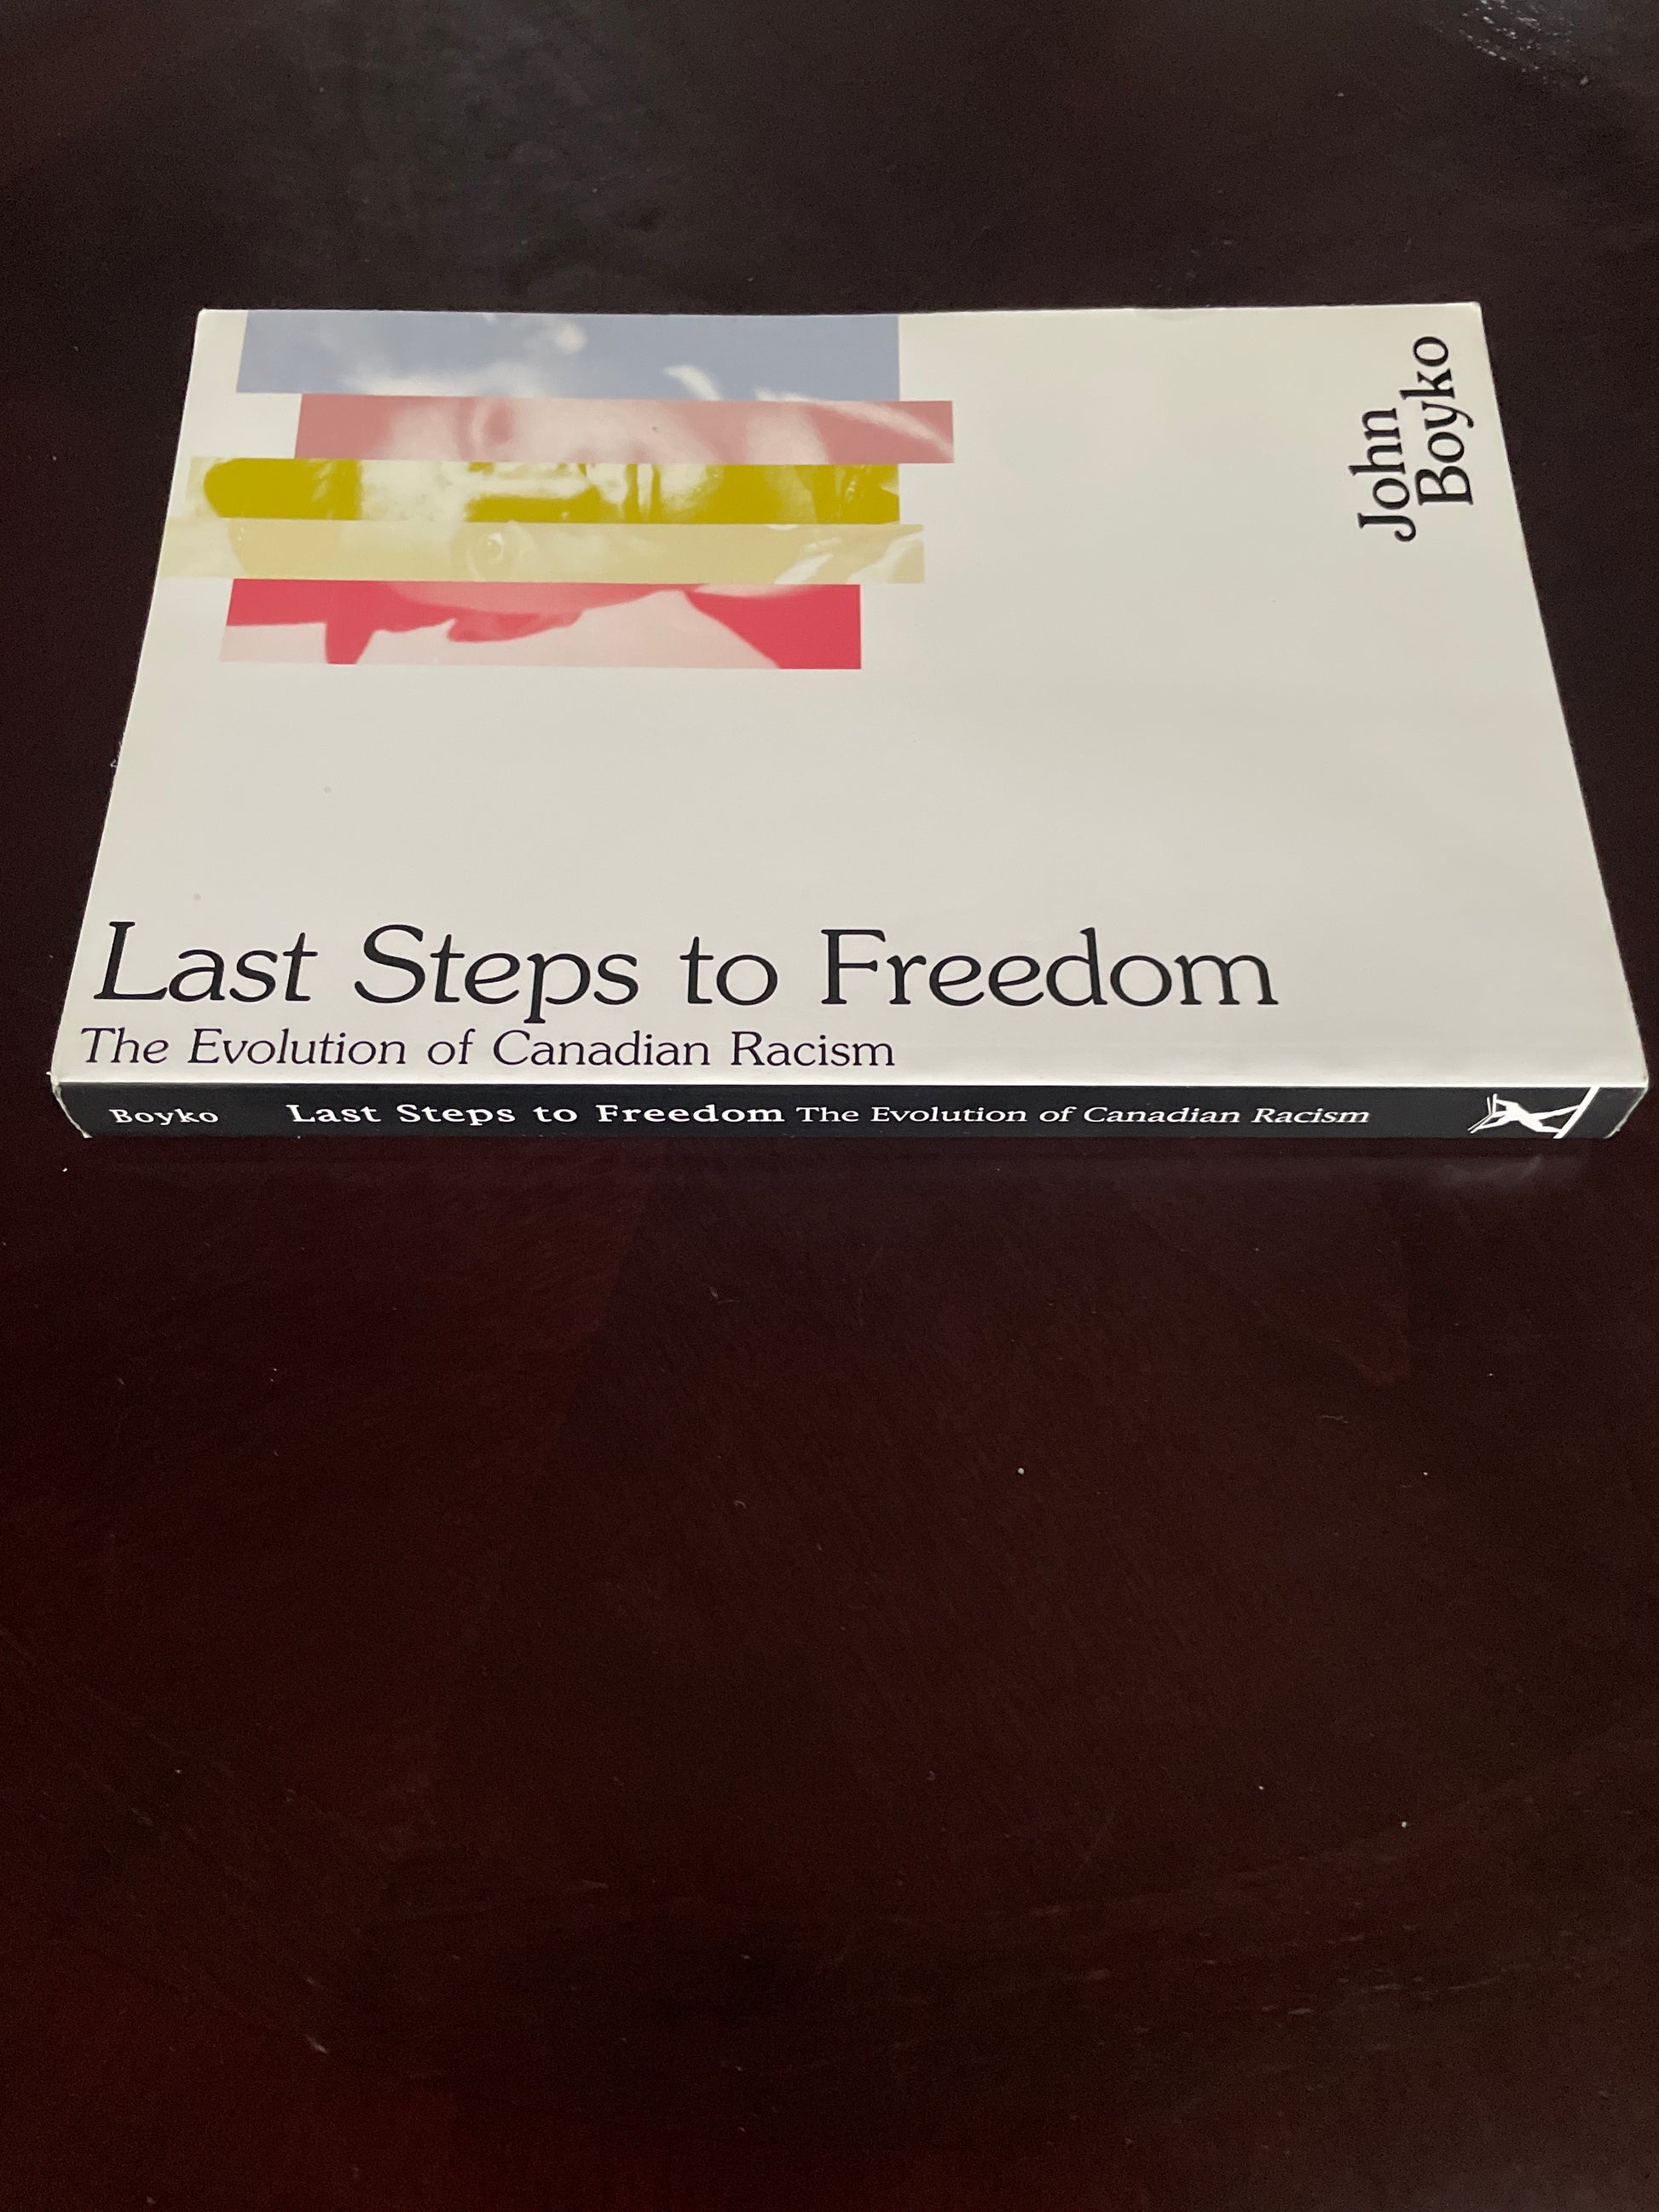 John
Boyko
Last Steps to Freedom
The Evolution of Canadian Racism
Boyko Last Steps to Freedom The Evolution of Canadian Racism